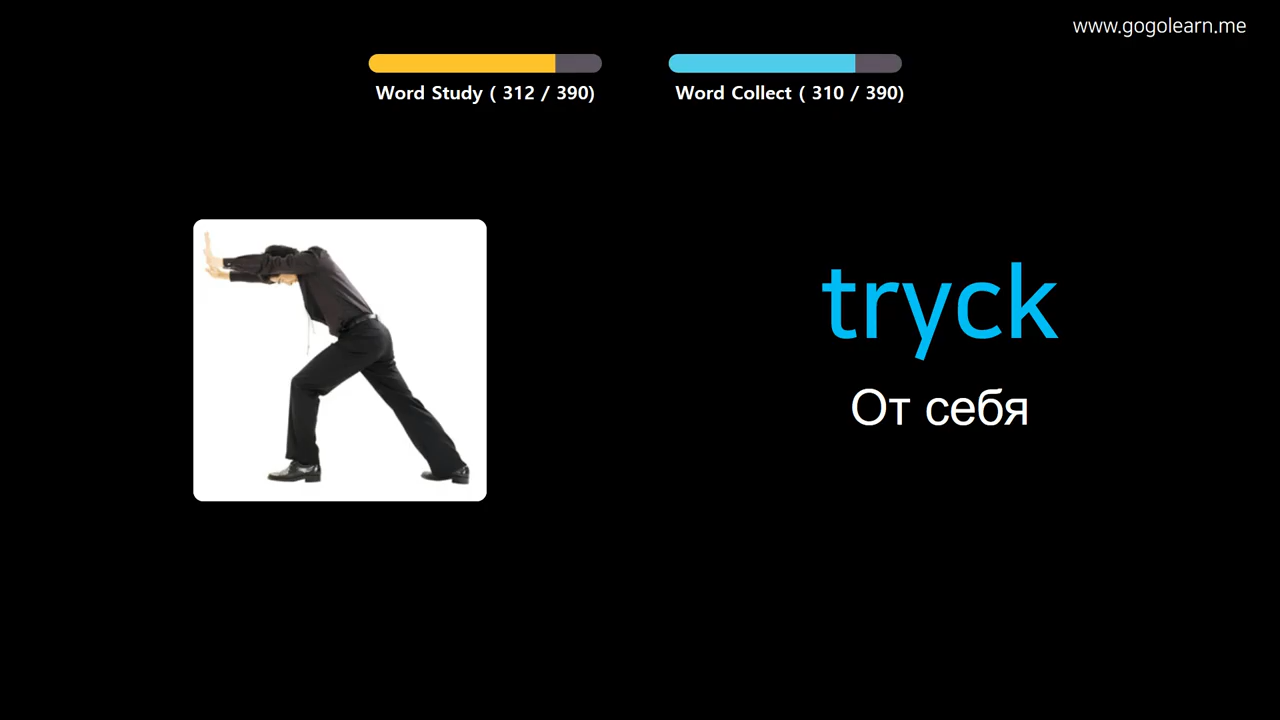 www.gogolearn.me
Word Study ( 312 / 390)
Word Collect ( 310 / 390)
tryck
От себя